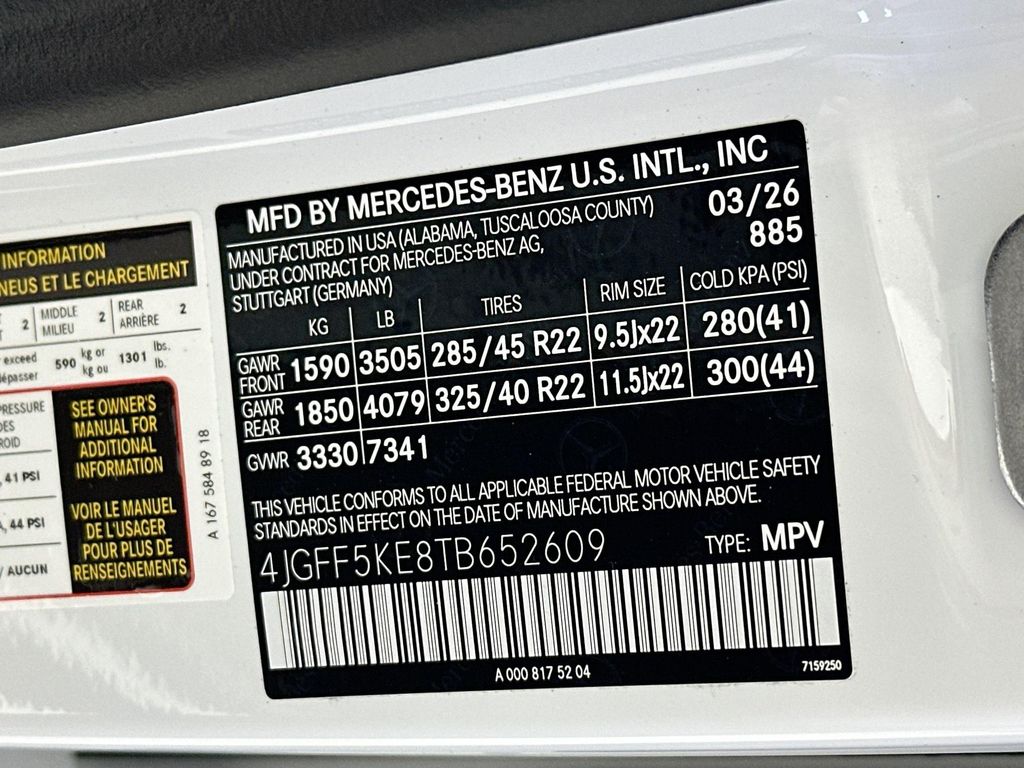 INFORMATION
NEUS ET LE CHARGEMENT
2 MIDDLE MILIEU 2 REAR ARRIÈRE 2
exceed
dépasser 590 kg or kg ou 1301 lbs. lb.
PRESSURE
DES
ROID
41 PSI
44 PSI
/ AUCUN
SEE OWNER'S
MANUAL FOR
ADDITIONAL
INFORMATION
VOIR LE MANUEL
DE L'USAGER
POUR PLUS DE
RENSEIGNEMENTS
A 167 584 89 18
MFD BY MERCEDES-BENZ U.S. INTL., INC
MANUFACTURED IN USA (ALABAMA, TUSCALOOSA COUNTY) 03/26
UNDER CONTRACT FOR MERCEDES-BENZ AG, 885
STUTTGART (GERMANY)
KG LB TIRES RIM SIZE COLD KPA (PSI)
GAWR FRONT 1590 3505 285/45 R22 9.5Jx22 280(41)
GAWR REAR 1850 4079 325/40 R22 11.5Jx22 300(44)
GVWR 3330 7341
THIS VEHICLE CONFORMS TO ALL APPLICABLE FEDERAL MOTOR VEHICLE SAFETY
STANDARDS IN EFFECT ON THE DATE OF MANUFACTURE SHOWN ABOVE.
4JGFF5KE8TB652609 TYPE: MPV
A 000 817 52 04 7159250